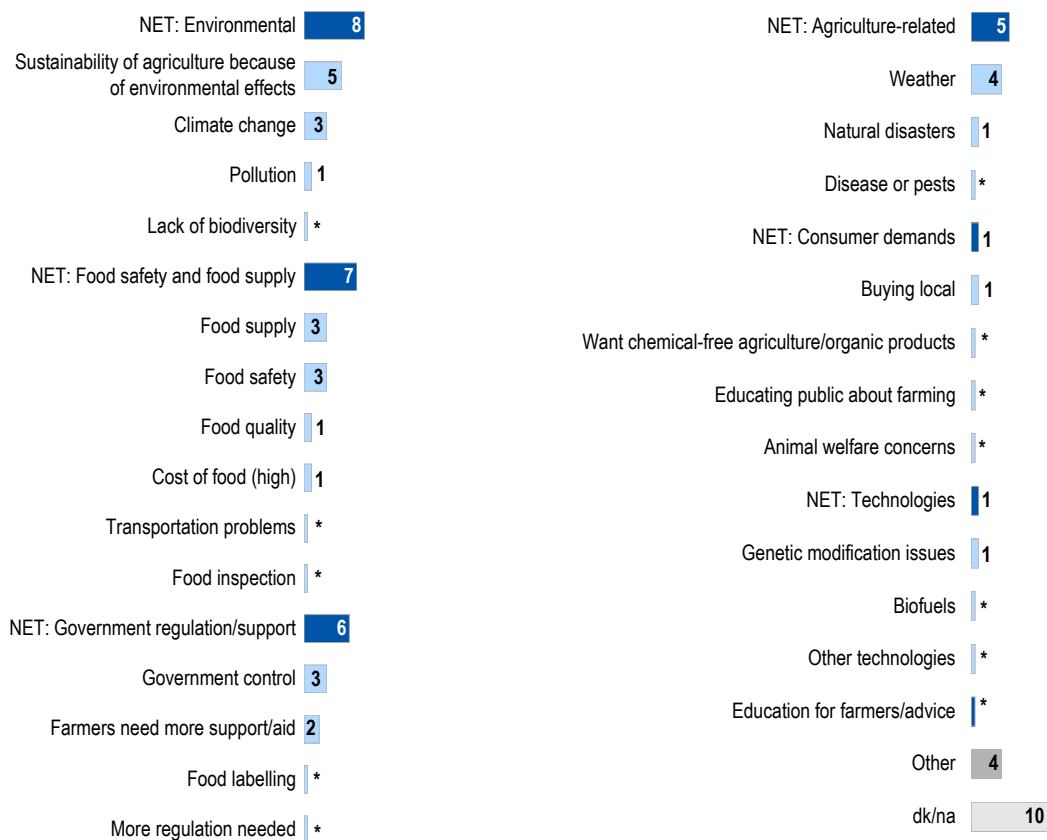 NET: Environmental 8
Sustainability of agriculture because
of environmental effects 5
Climate change 3
Pollution 1
Lack of biodiversity *
NET: Food safety and food supply 7
Food supply 3
Food safety 3
Food quality 1
Cost of food (high) 1
Transportation problems *
Food inspection *
NET: Government regulation/support 6
Government control 3
Farmers need more support/aid 2
Food labelling *
More regulation needed *
NET: Agriculture-related 5
Weather 4
Natural disasters 1
Disease or pests *
NET: Consumer demands 1
Buying local 1
Want chemical-free agriculture/organic products *
Educating public about farming *
Animal welfare concerns *
NET: Technologies 1
Genetic modification issues 1
Biofuels *
Other technologies *
Education for farmers/advice *
Other 4
dk/na 10